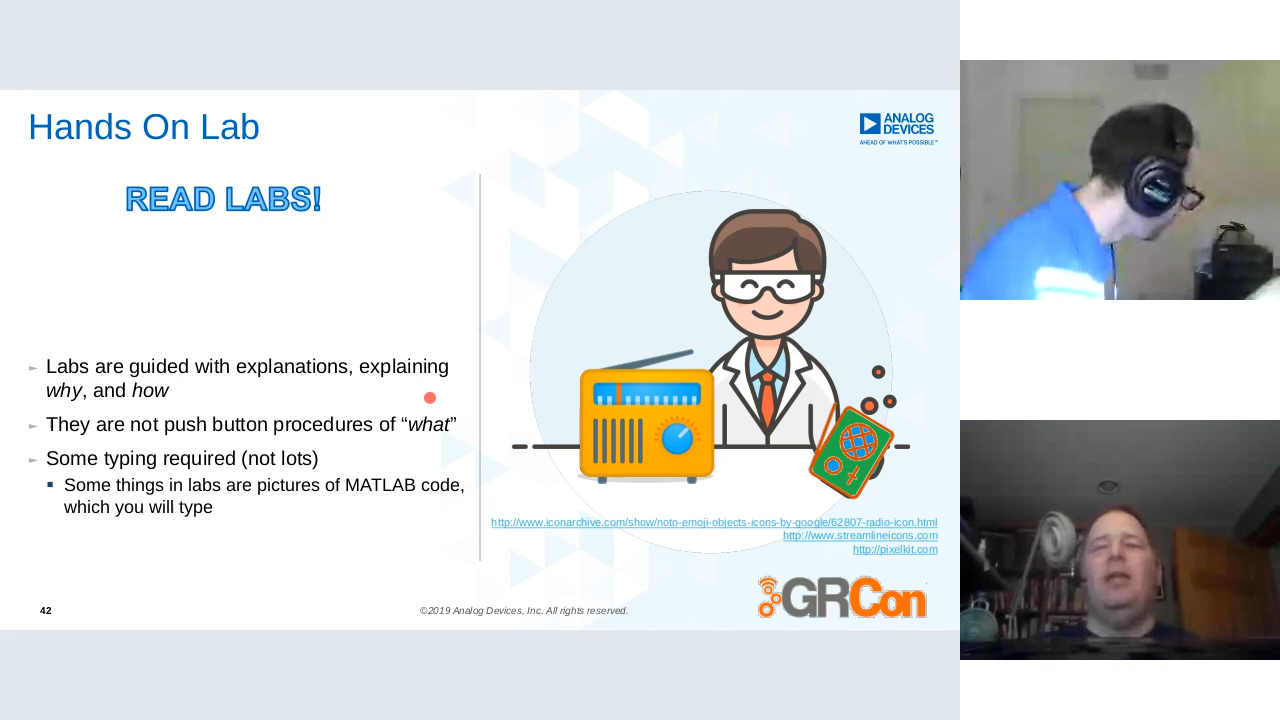 Hands On Lab
ANALOG
DEVICES
AHEAD OF WHAT'S POSSIBLE™
READ LABS!
► Labs are guided with explanations, explaining
why, and how
► They are not push button procedures of “what”
► Some typing required (not lots)
▪ Some things in labs are pictures of MATLAB code,
which you will type
http://www.iconarchive.com/show/noto-emoji-objects-icons-by-google/62807-radio-icon.html
http://www.streamlineicons.com
http://pixelkit.com
42
©2019 Analog Devices, Inc. All rights reserved.
GRCon